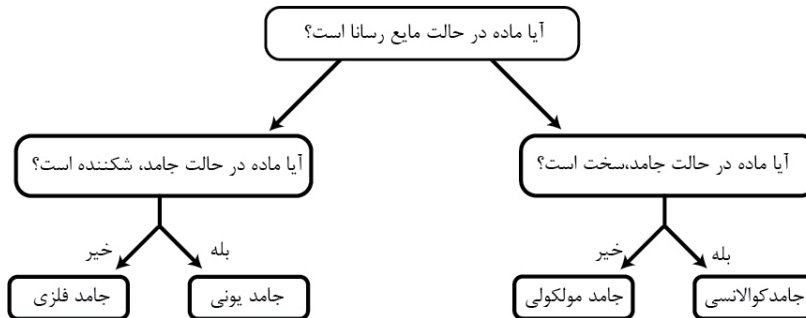 آیا ماده در حالت مایع رسانا است؟
آیا ماده در حالت جامد،سخت است؟
آیا ماده در حالت جامد، شکننده است؟
بله
خیر
بله
خیر
جامدکوالانسی
جامد مولکولی
جامد یونی
جامد فلزی